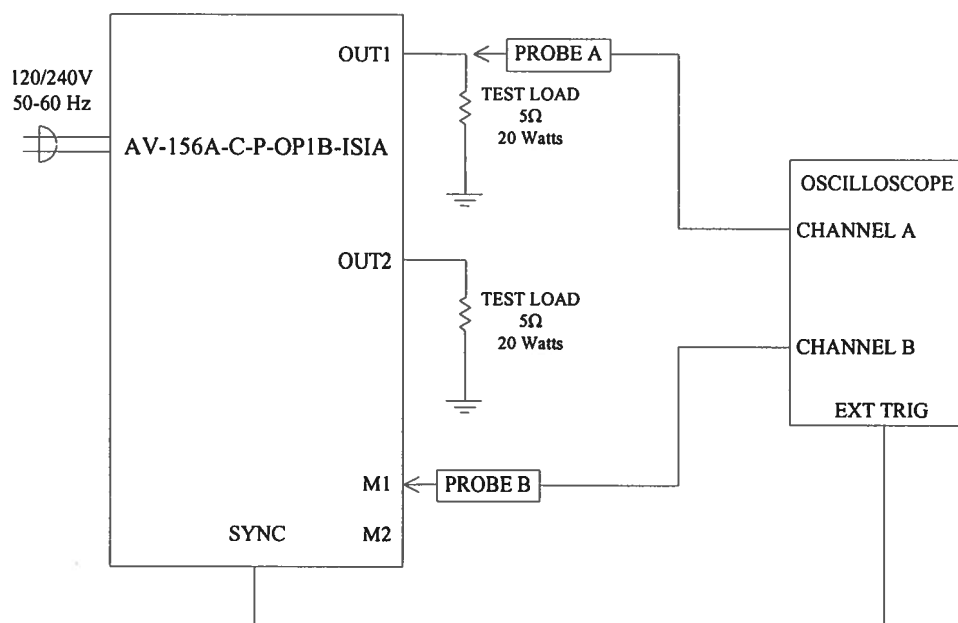 OUT1
PROBE A
120/240V
50-60 Hz
TEST LOAD
5Ω
20 Watts
AV-156A-C-P-OP1B-ISIA
OSCILLOSCOPE
CHANNEL A
OUT2
TEST LOAD
5Ω
20 Watts
CHANNEL B
EXT TRIG
M1
PROBE B
SYNC
M2